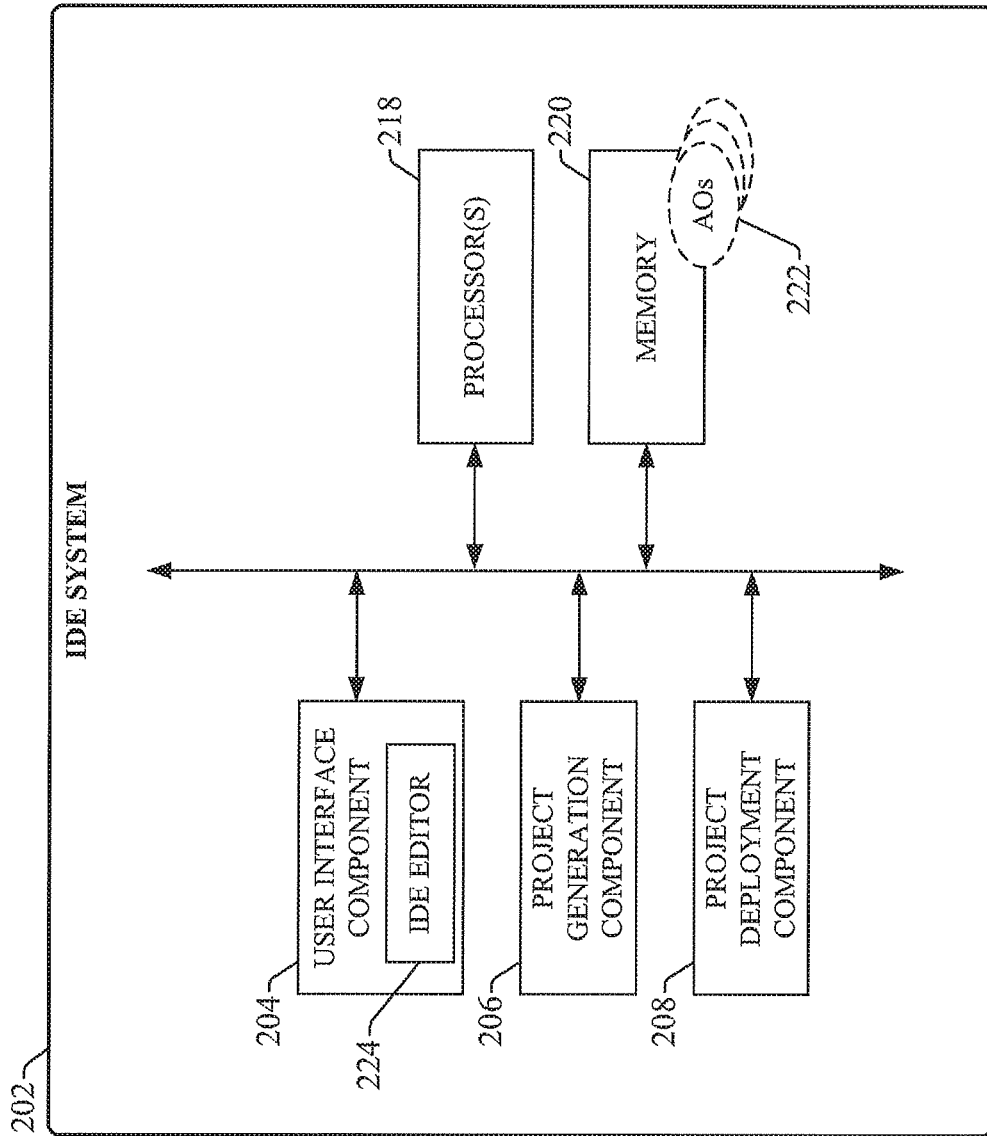 202
IDE SYSTEM
204
USER INTERFACE
COMPONENT
IDE EDITOR
224
206
PROJECT
GENERATION
COMPONENT
208
PROJECT
DEPLOYMENT
COMPONENT
218
PROCESSOR(S)
220
MEMORY
AOs
222